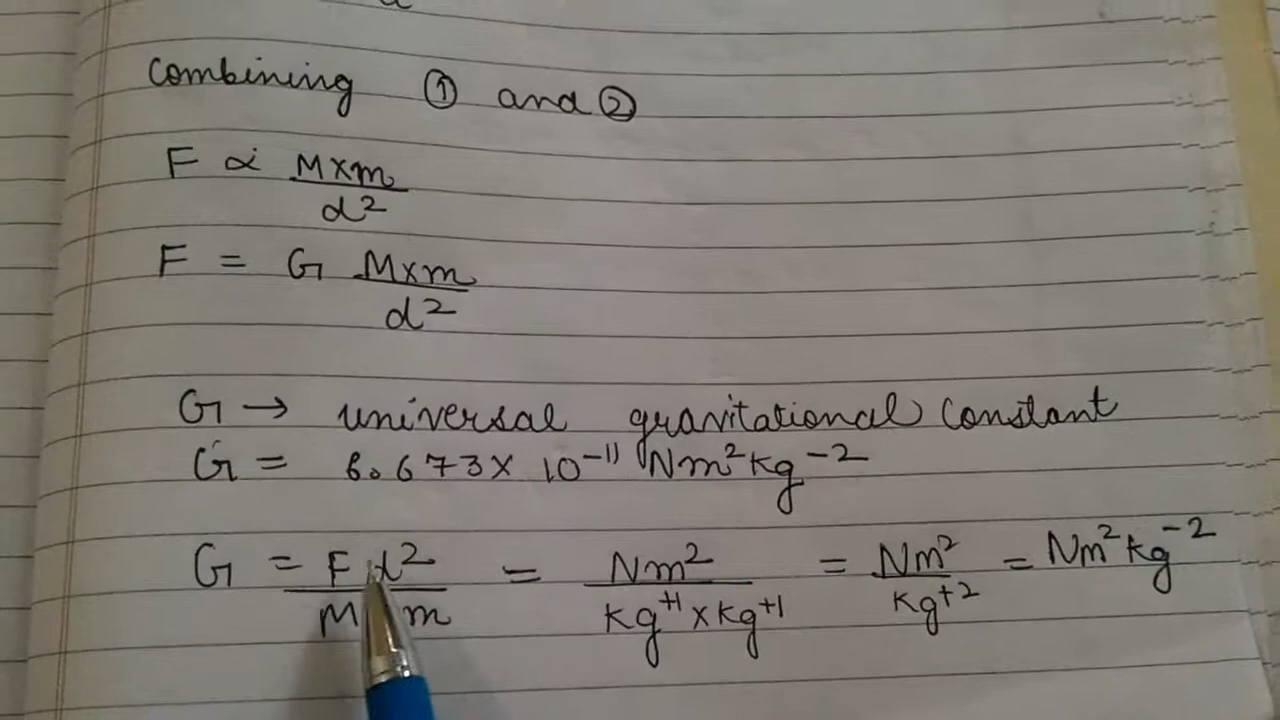 Combining ① and ②
F ∝ M×m / d²
F = G M×m / d²
G → universal gravitational constant
G = 6.673 × 10⁻¹¹ Nm²kg⁻²
G = F d² / M m = Nm² / kg⁺¹ × kg⁺¹ = Nm² / kg⁺² = Nm²kg⁻²